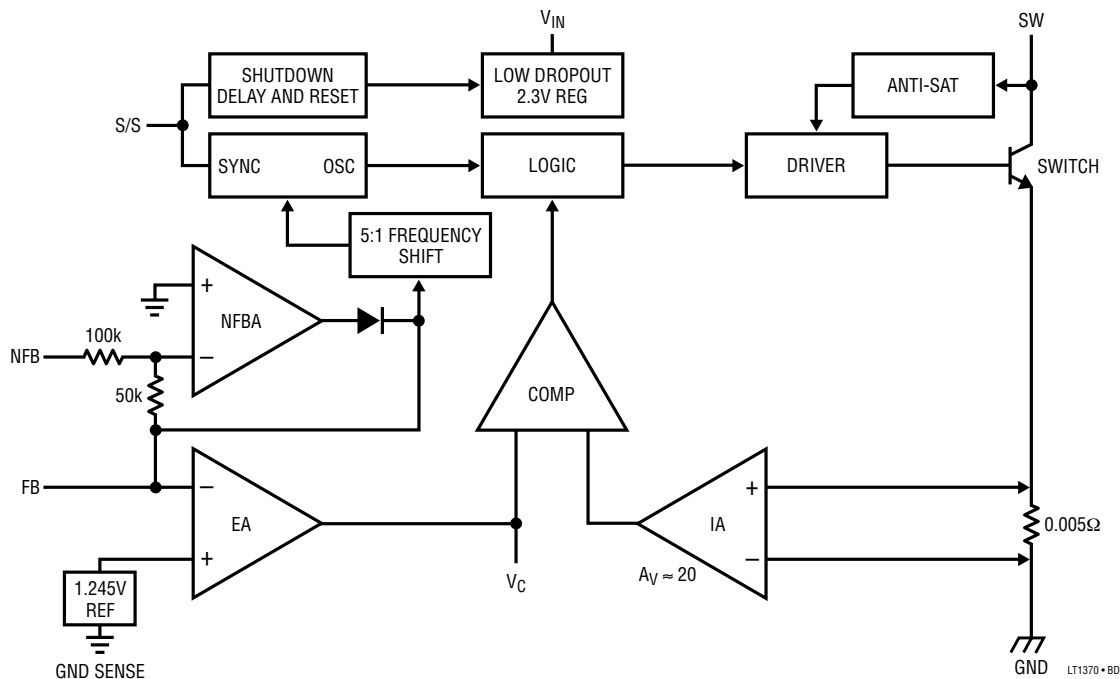 V_IN
SW
SHUTDOWN
DELAY AND RESET
LOW DROPOUT
2.3V REG
ANTI-SAT
S/S
SYNC
OSC
LOGIC
DRIVER
SWITCH
5:1 FREQUENCY
SHIFT
+
NFBA
−
NFB
100k
50k
COMP
FB
−
EA
+
+
IA
−
0.005Ω
A_V ≈ 20
V_C
1.245V
REF
GND SENSE
GND
LT1370 • BD